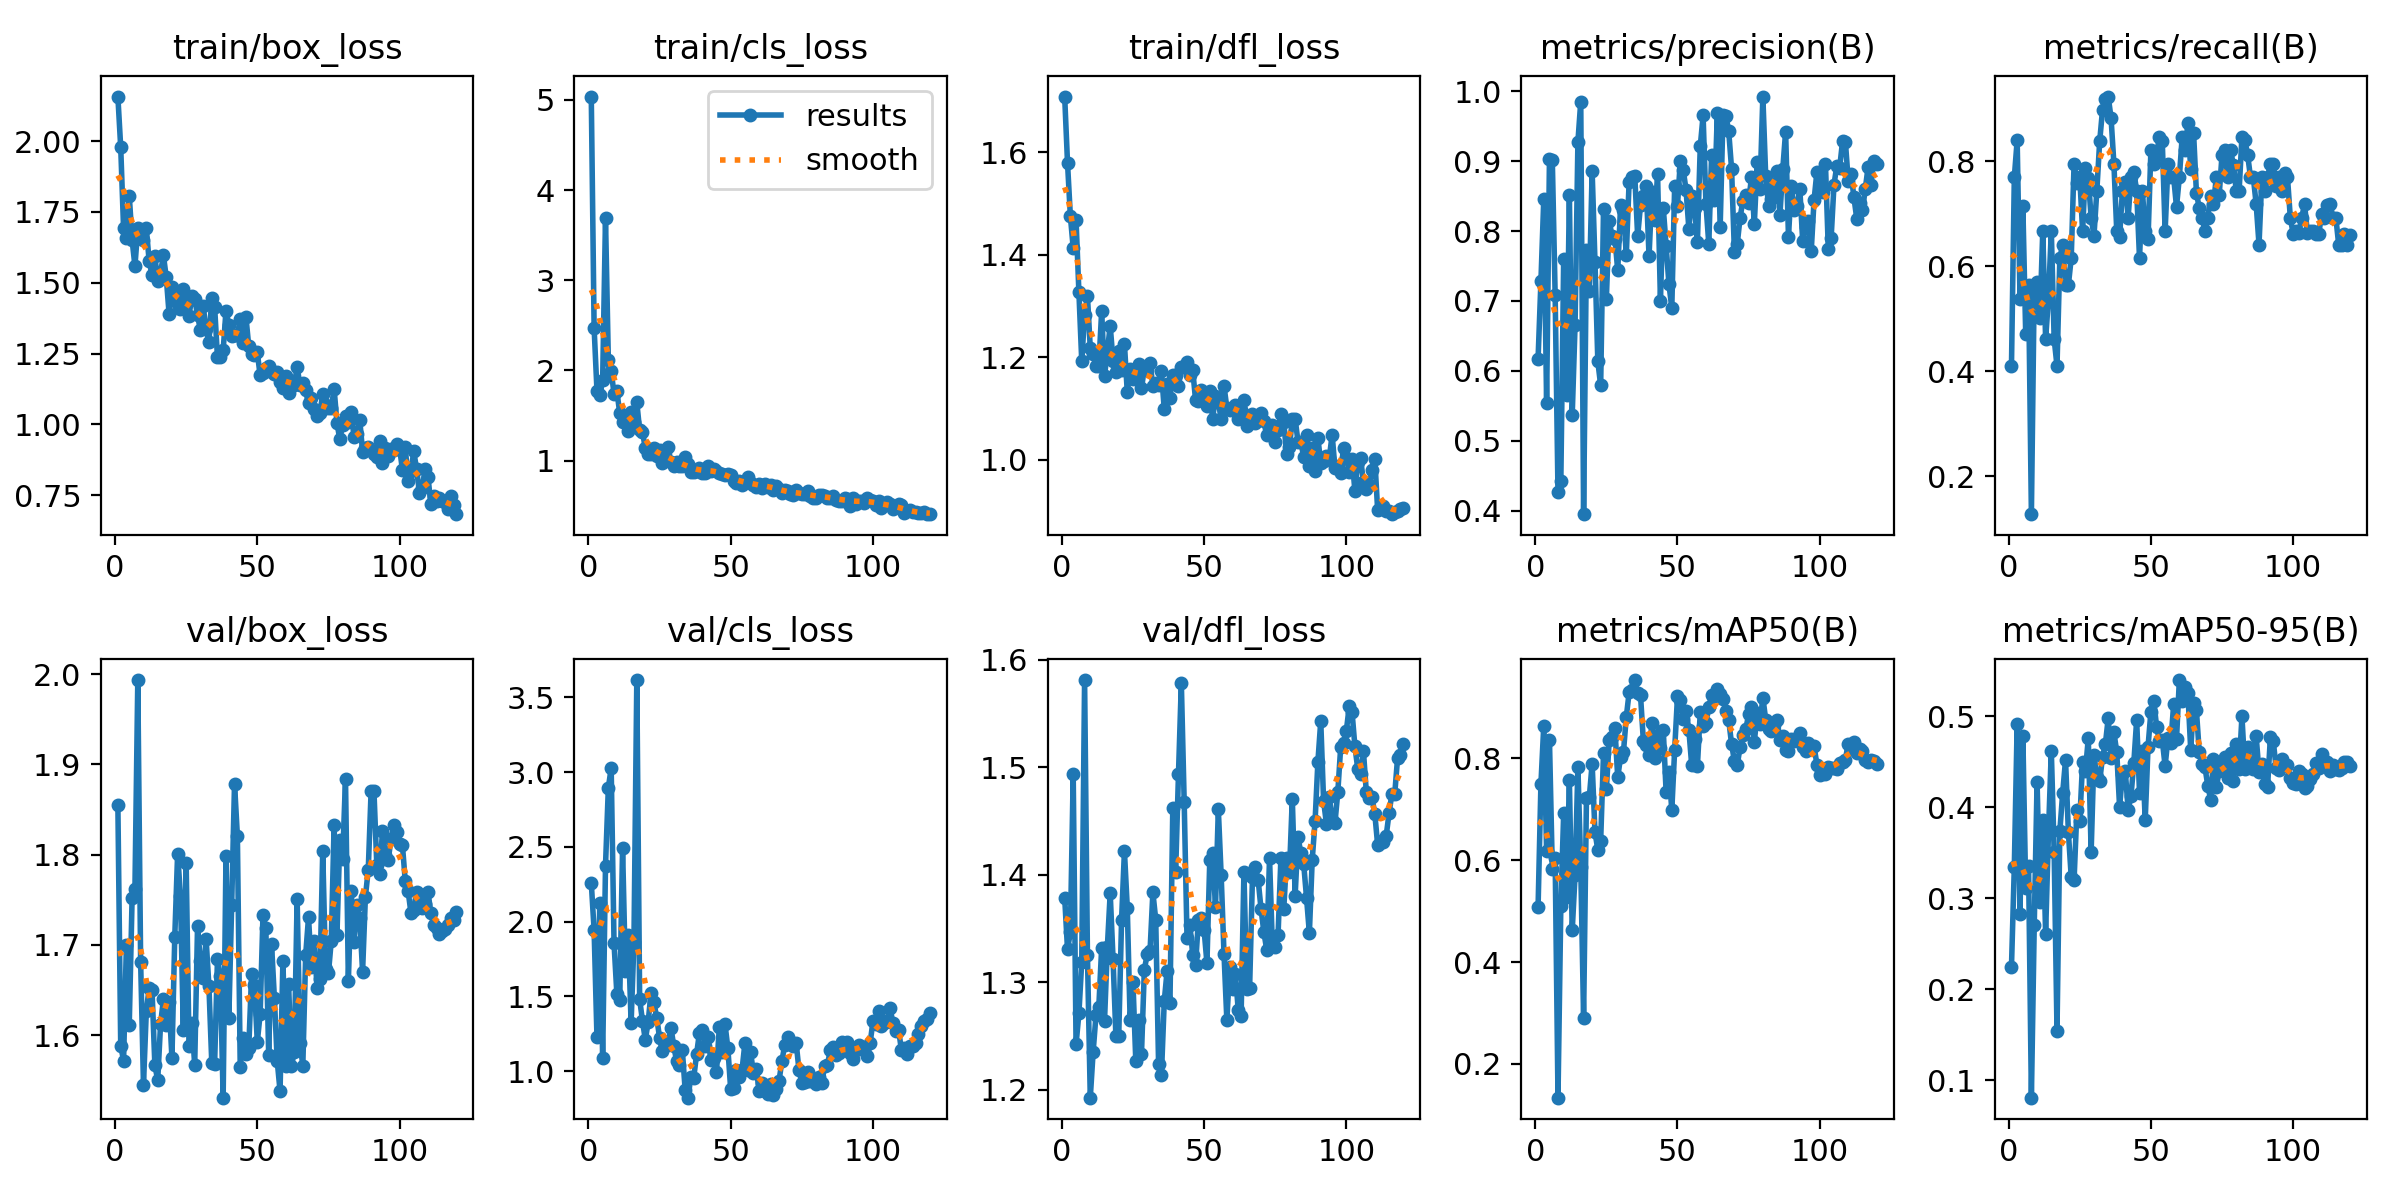 train/box_loss
train/cls_loss
train/dfl_loss
metrics/precision(B)
metrics/recall(B)
2.00
1.75
1.50
1.25
1.00
0.75
0 50 100
5
4
3
2
1
results
smooth
0 50 100
1.6
1.4
1.2
1.0
0 50 100
1.0
0.9
0.8
0.7
0.6
0.5
0.4
0 50 100
0.8
0.6
0.4
0.2
0 50 100
val/box_loss
val/cls_loss
val/dfl_loss
metrics/mAP50(B)
metrics/mAP50-95(B)
2.0
1.9
1.8
1.7
1.6
0 50 100
3.5
3.0
2.5
2.0
1.5
1.0
0 50 100
1.6
1.5
1.4
1.3
1.2
0 50 100
0.8
0.6
0.4
0.2
0 50 100
0.5
0.4
0.3
0.2
0.1
0 50 100